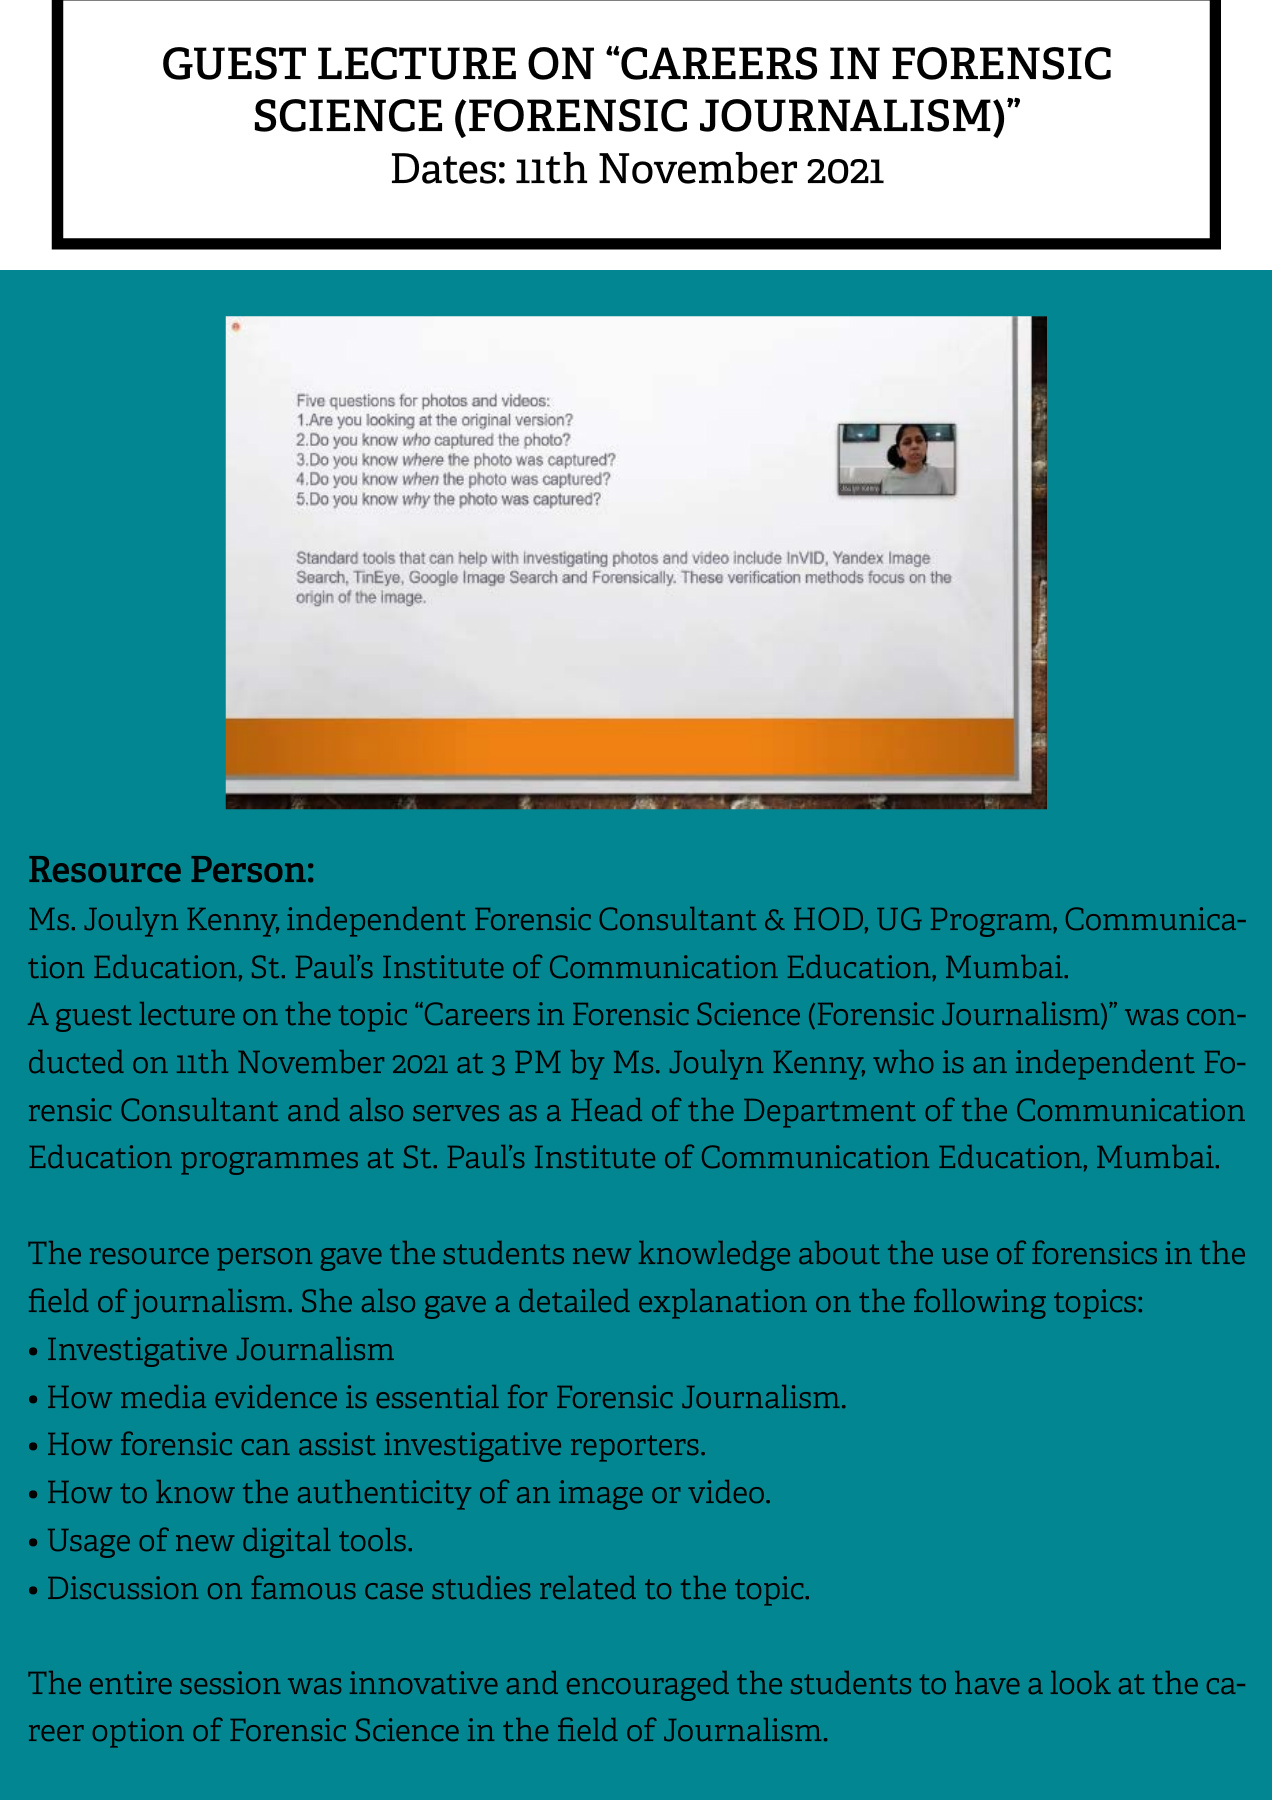 GUEST LECTURE ON “CAREERS IN FORENSIC
SCIENCE (FORENSIC JOURNALISM)”
Dates: 11th November 2021
Five questions for photos and videos:
1.Are you looking at the original version?
2.Do you know who captured the photo?
3.Do you know where the photo was captured?
4.Do you know when the photo was captured?
5.Do you know why the photo was captured?
Joulyn Kenny
Standard tools that can help with investigating photos and video include InVID, Yandex Image
Search, TinEye, Google Image Search and Forensically. These verification methods focus on the
origin of the image.
Resource Person:
Ms. Joulyn Kenny, independent Forensic Consultant & HOD, UG Program, Communica-
tion Education, St. Paul’s Institute of Communication Education, Mumbai.
A guest lecture on the topic “Careers in Forensic Science (Forensic Journalism)” was con-
ducted on 11th November 2021 at 3 PM by Ms. Joulyn Kenny, who is an independent Fo-
rensic Consultant and also serves as a Head of the Department of the Communication
Education programmes at St. Paul’s Institute of Communication Education, Mumbai.
The resource person gave the students new knowledge about the use of forensics in the
field of journalism. She also gave a detailed explanation on the following topics:
• Investigative Journalism
• How media evidence is essential for Forensic Journalism.
• How forensic can assist investigative reporters.
• How to know the authenticity of an image or video.
• Usage of new digital tools.
• Discussion on famous case studies related to the topic.
The entire session was innovative and encouraged the students to have a look at the ca-
reer option of Forensic Science in the field of Journalism.